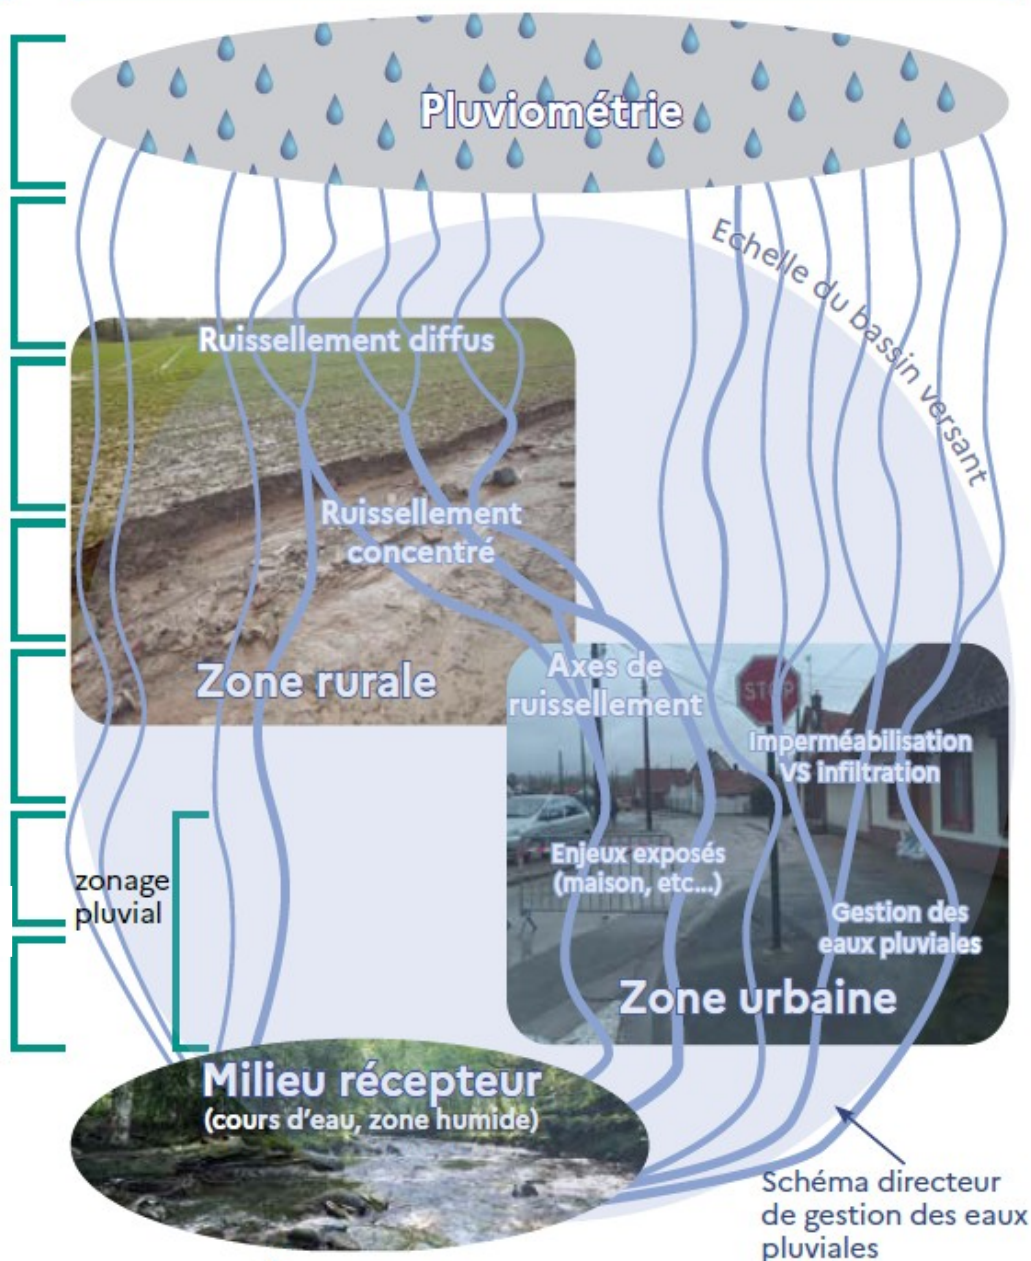 Pluviométrie
Echelle du bassin versant
Ruissellement diffus
Ruissellement
concentré
Zone rurale
Axes de
ruissellement
STOP
Imperméabilisation
VS infiltration
Enjeux exposés
(maison, etc...)
zonage
pluvial
Gestion des
eaux pluviales
Zone urbaine
Milieu récepteur
(cours d'eau, zone humide)
Schéma directeur
de gestion des eaux
pluviales